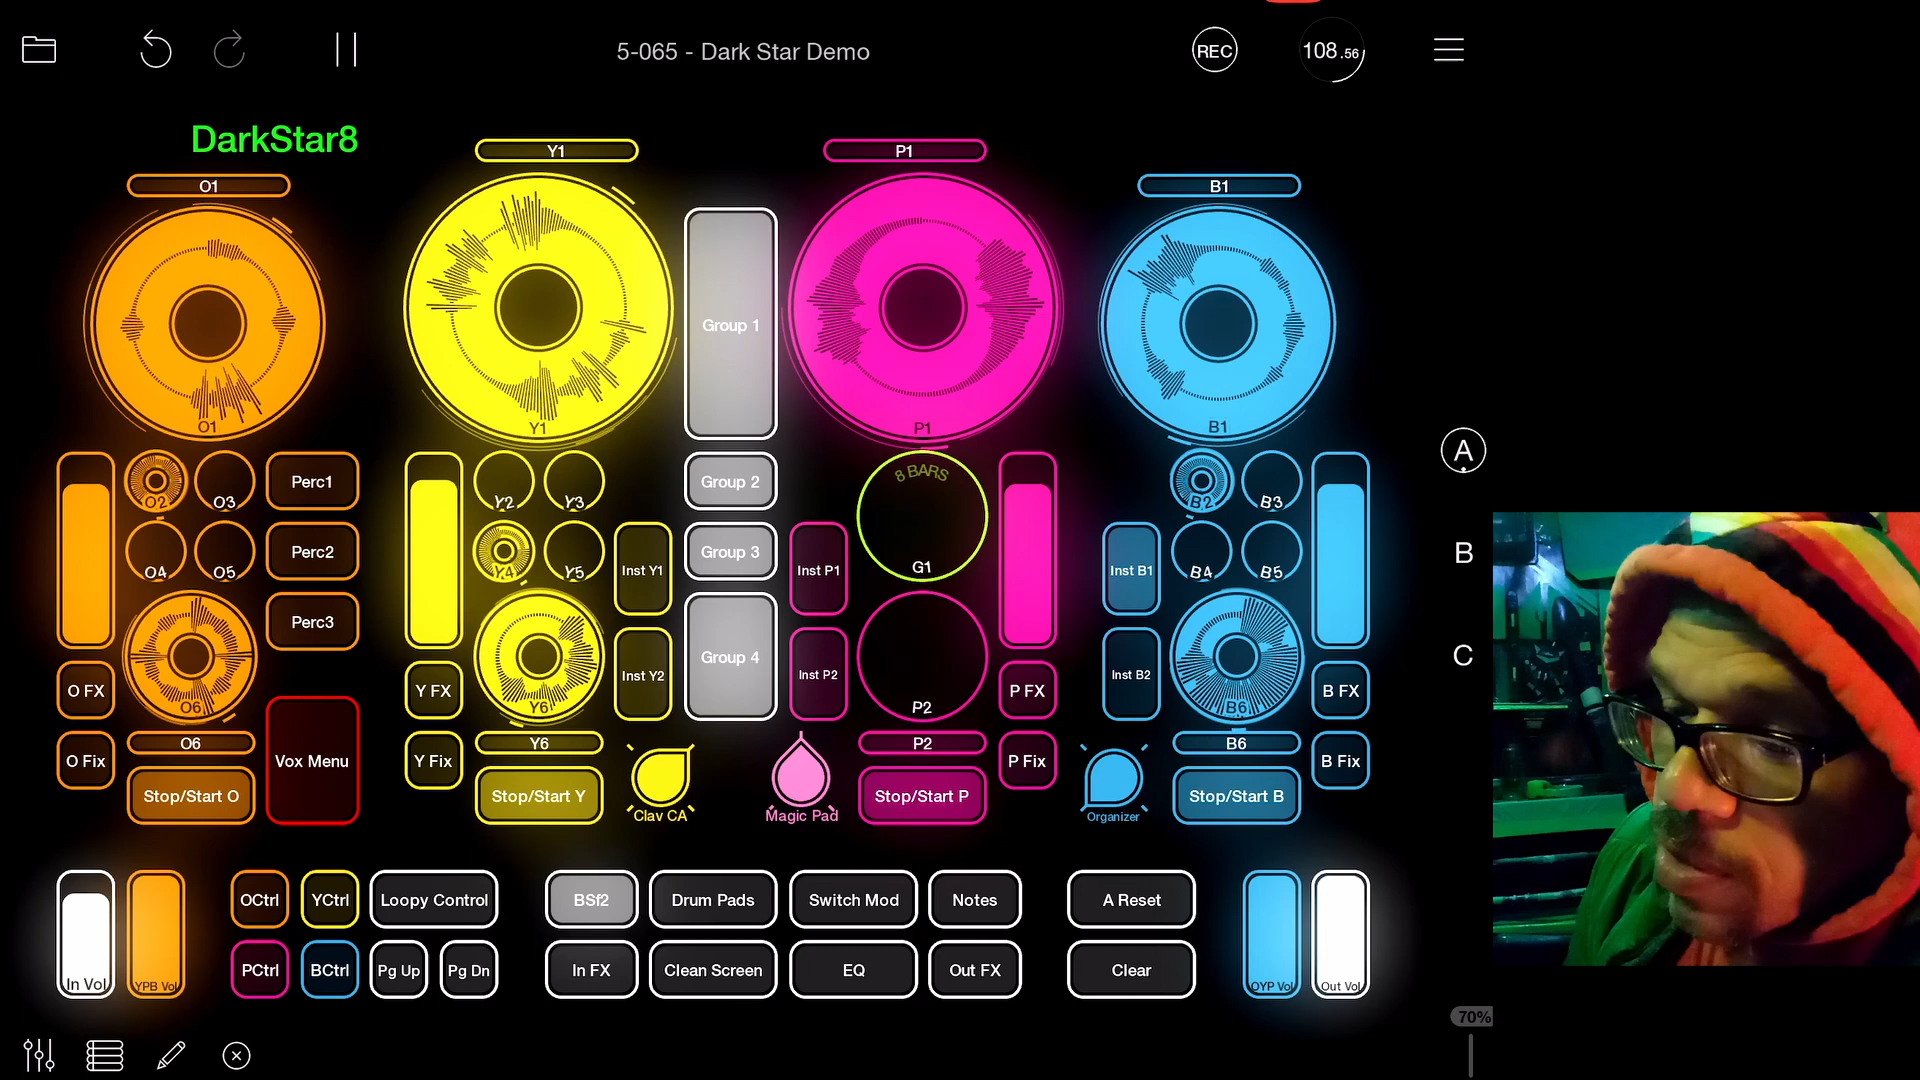 5-065 - Dark Star Demo
REC
108.56
DarkStar8
O1
Y1
P1
B1
O1
Y1
P1
B1
Group 1
Group 2
Group 3
Group 4
O2
O3
O4
O5
O6
Perc1
Perc2
Perc3
Y2
Y3
Y4
Y5
Y6
Inst Y1
Inst Y2
Inst P1
Inst P2
8 BARS
G1
P2
Inst B1
Inst B2
B2
B3
B4
B5
B6
A
B
C
O FX
O Fix
O6
Stop/Start O
Vox Menu
Y FX
Y Fix
Y6
Stop/Start Y
Clav CA
Magic Pad
P2
Stop/Start P
P FX
P Fix
Organizer
B6
Stop/Start B
B FX
B Fix
In Vol
YPB Vol
OCtrl
YCtrl
Loopy Control
BSf2
Drum Pads
Switch Mod
Notes
A Reset
OYP Vol
Out Vol
PCtrl
BCtrl
Pg Up
Pg Dn
In FX
Clean Screen
EQ
Out FX
Clear
70%